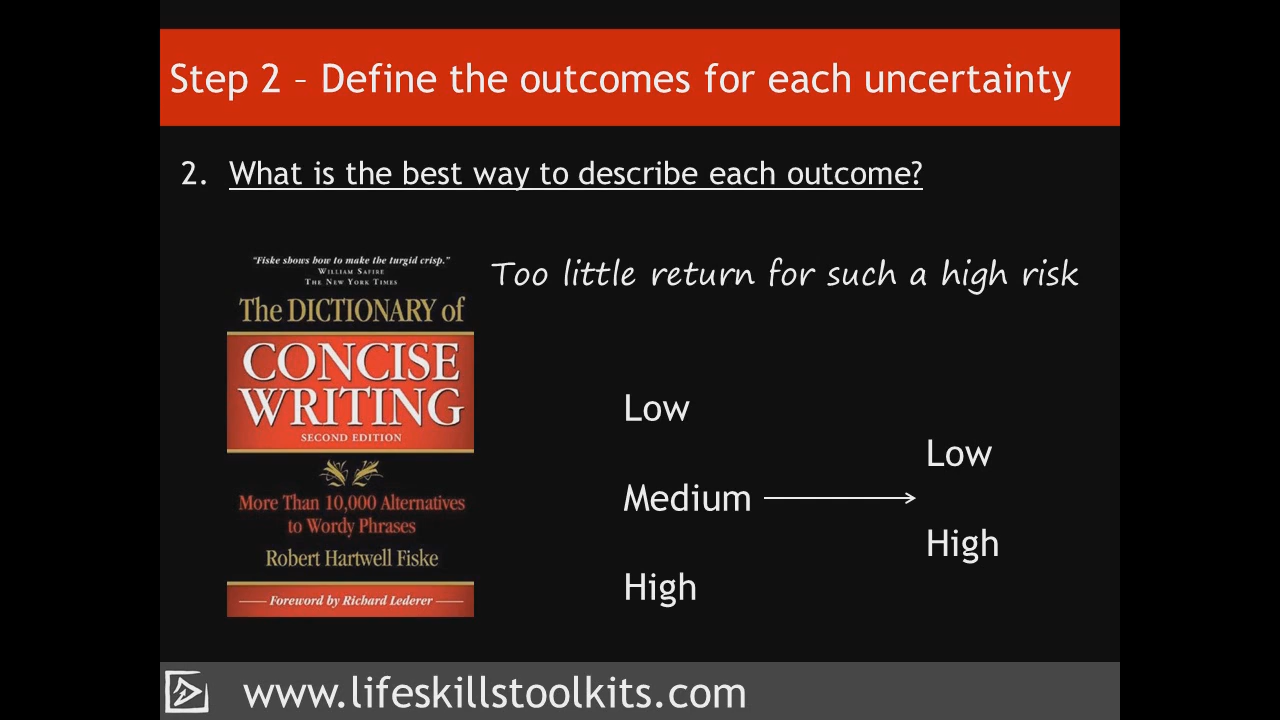 Step 2 – Define the outcomes for each uncertainty
2. What is the best way to describe each outcome?
"Fiske shows how to make the turgid crisp."
WILLIAM SAFIRE
THE NEW YORK TIMES
The DICTIONARY of
CONCISE
WRITING
SECOND EDITION
More Than 10,000 Alternatives
to Wordy Phrases
Robert Hartwell Fiske
Foreword by Richard Lederer
Too little return for such a high risk
Low
Medium
High
Low
High
www.lifeskillstoolkits.com